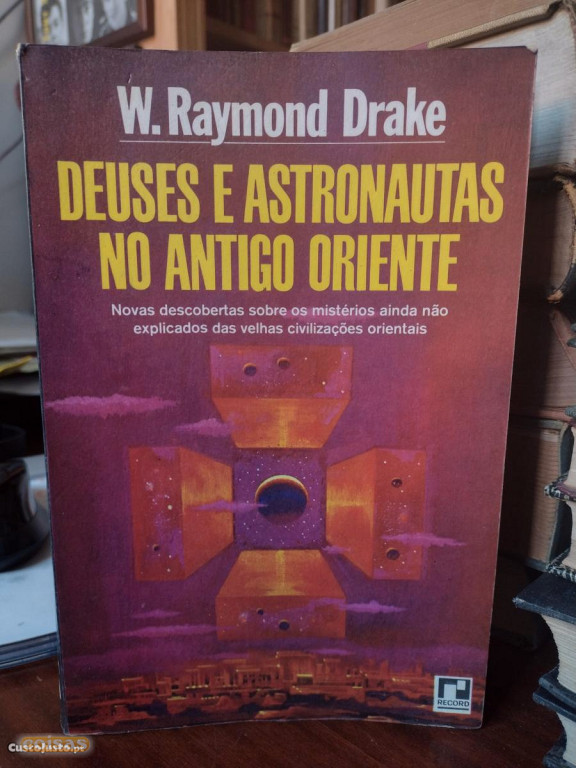 W. Raymond Drake
DEUSES E ASTRONAUTAS
NO ANTIGO ORIENTE
Novas descobertas sobre os mistérios ainda não
explicados das velhas civilizações orientais
RECORD
coisas
CustoJusto.pt